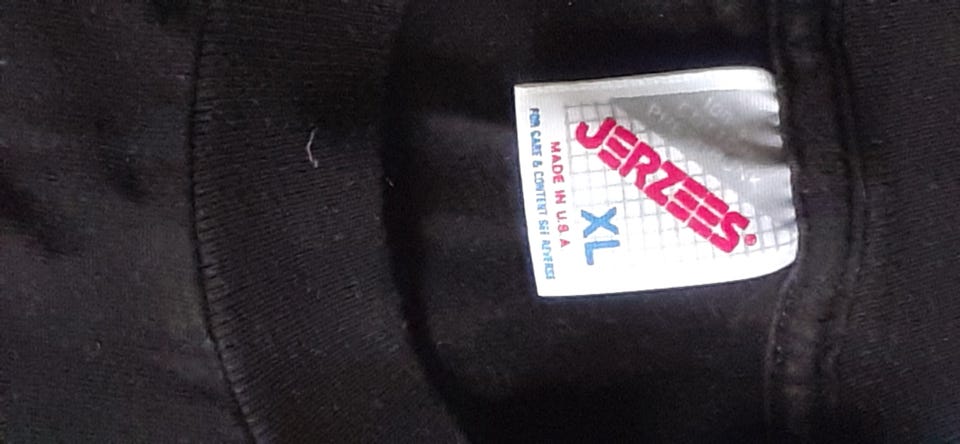 JERZEES®
XL
MADE IN U.S.A
FOR CARE & CONTENT SEE REVERSE